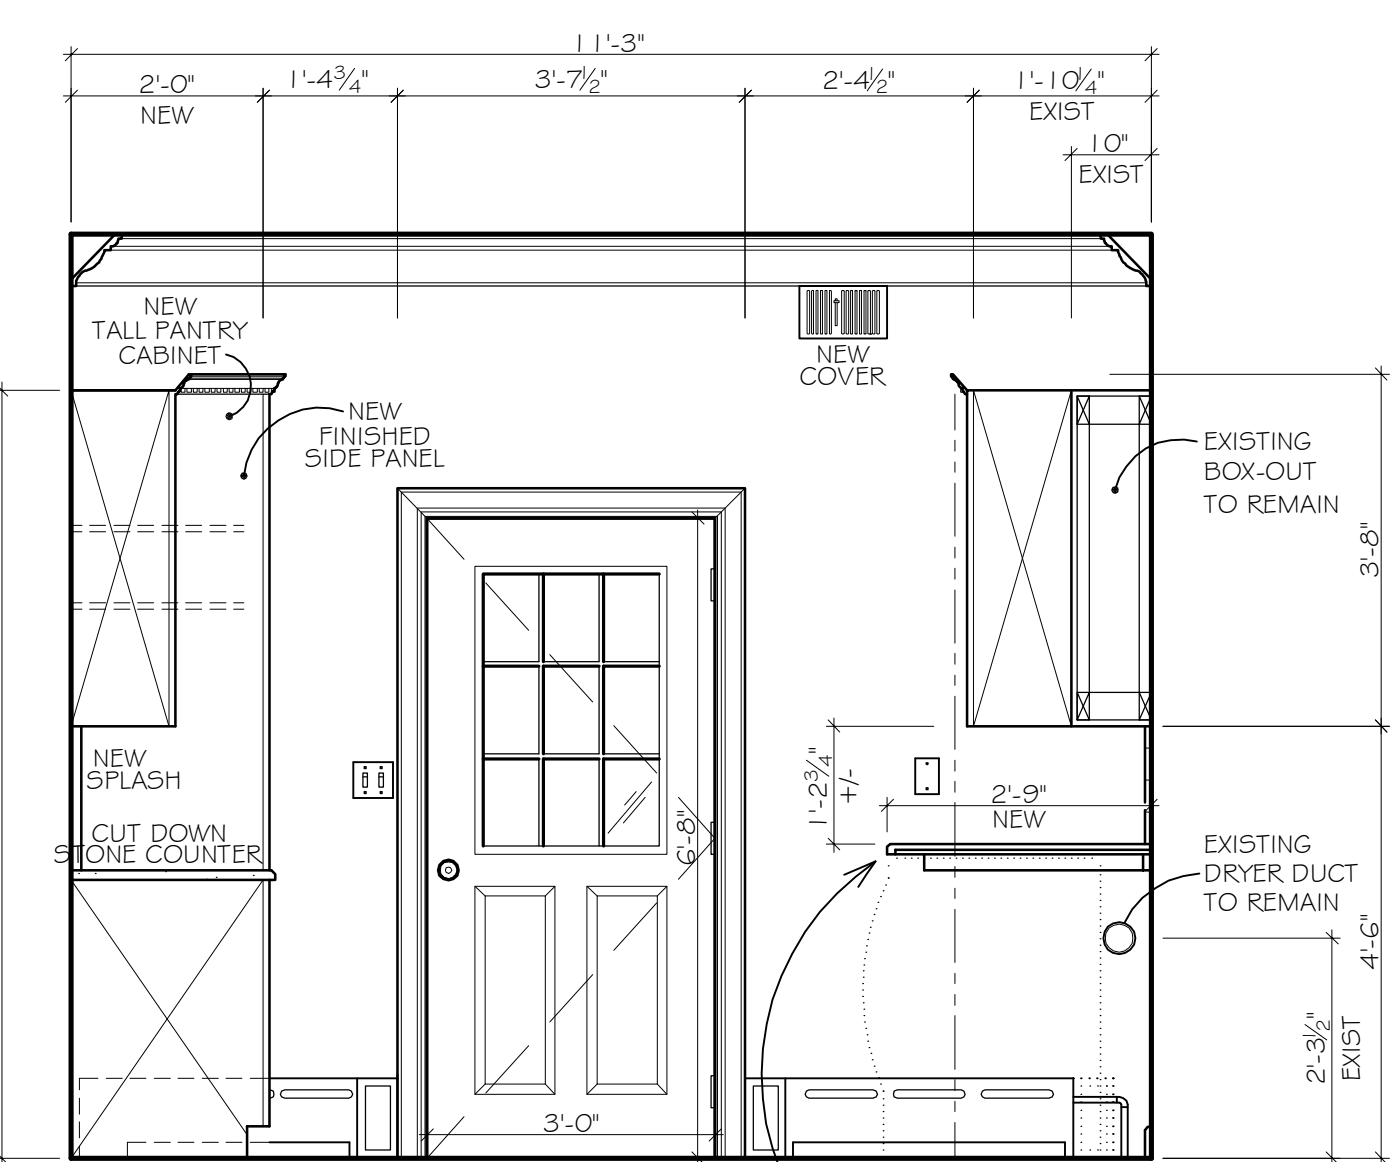 11'-3"
2'-0"
NEW
1'-4¾"
3'-7½"
2'-4½"
1'-10¼"
EXIST
10"
EXIST
NEW
TALL PANTRY
CABINET
NEW
FINISHED
SIDE PANEL
NEW
COVER
EXISTING
BOX-OUT
TO REMAIN
3'-8"
NEW
SPLASH
CUT DOWN
STONE COUNTER
6'-8"
1'-2¾"
+/-
2'-9"
NEW
EXISTING
DRYER DUCT
TO REMAIN
4'-6"
2'-3½"
EXIST
3'-0"